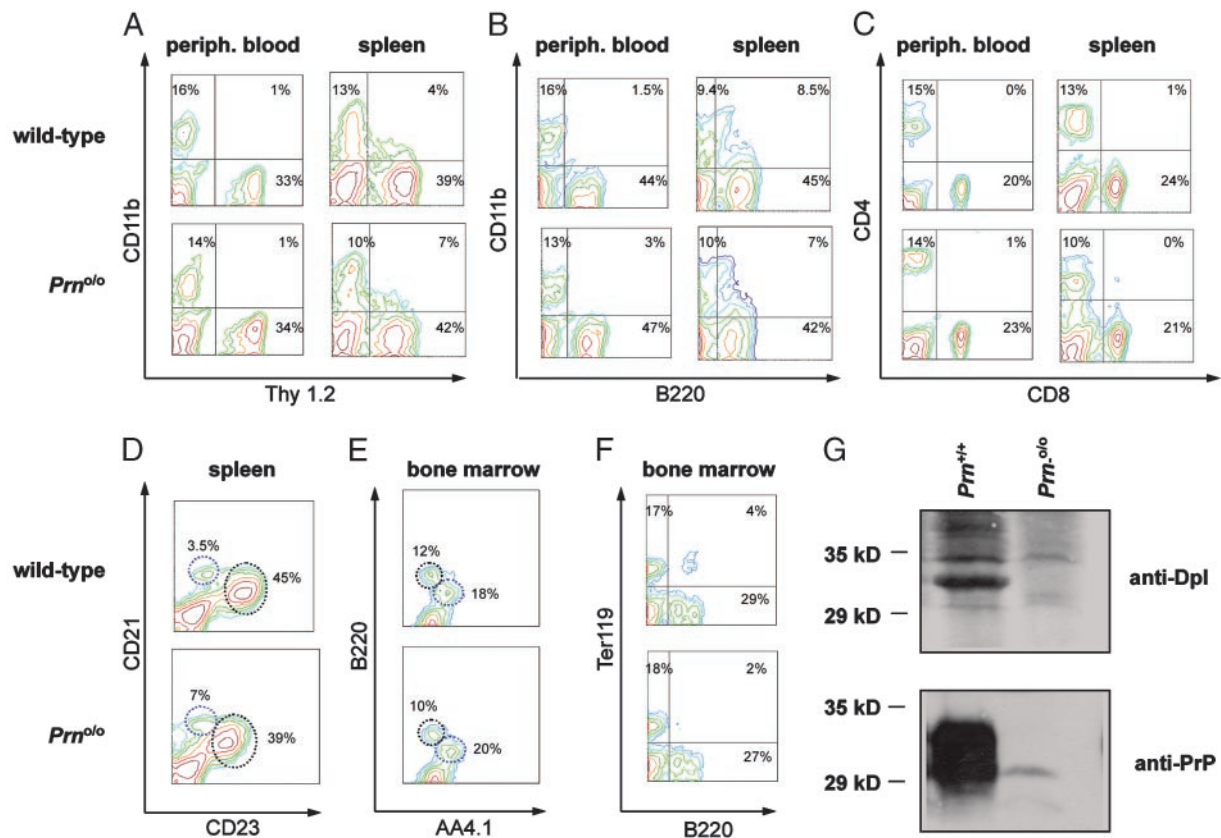 A
periph. blood
spleen
wild-type
16%
1%
33%
13%
4%
39%
Prn^o/o
14%
1%
34%
10%
7%
42%
CD11b
Thy 1.2
B
periph. blood
spleen
16%
1.5%
44%
9.4%
8.5%
45%
13%
3%
47%
10%
7%
42%
CD11b
B220
C
periph. blood
spleen
15%
0%
20%
13%
1%
24%
14%
1%
23%
10%
0%
21%
CD4
CD8
D
spleen
wild-type
3.5%
45%
Prn^o/o
7%
39%
CD21
CD23
E
bone marrow
12%
18%
10%
20%
B220
AA4.1
F
bone marrow
17%
4%
29%
18%
2%
27%
Ter119
B220
G
Prn^+/+
Prn-^o/o
35 kD
29 kD
anti-Dpl
35 kD
29 kD
anti-PrP